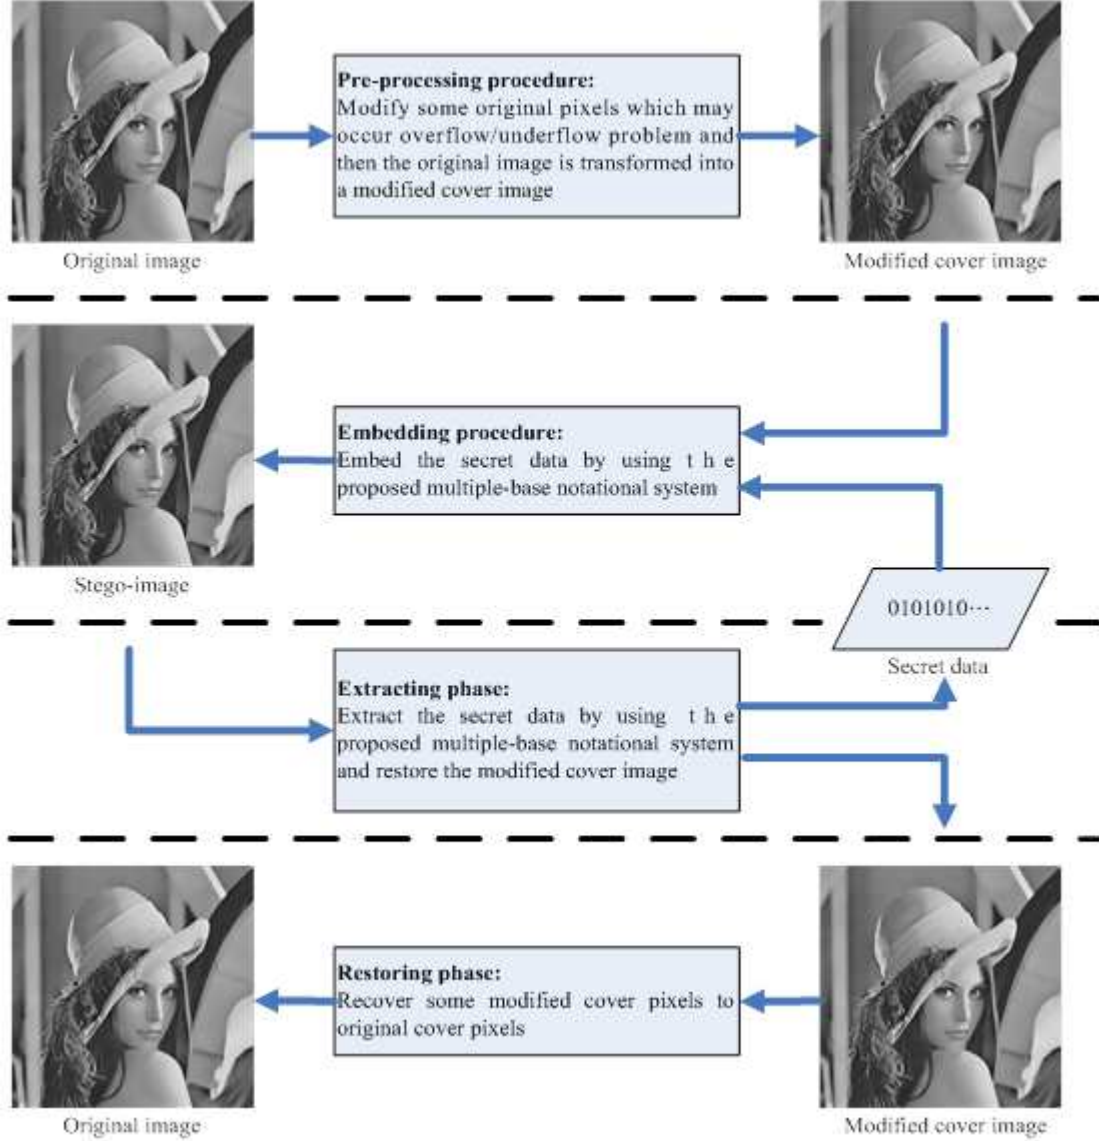 Pre-processing procedure:
Modify some original pixels which may
occur overflow/underflow problem and
then the original image is transformed into
a modified cover image
Original image
Modified cover image
Embedding procedure:
Embed the secret data by using t h e
proposed multiple-base notational system
Stego-image
0101010···
Secret data
Extracting phase:
Extract the secret data by using t h e
proposed multiple-base notational system
and restore the modified cover image
Restoring phase:
Recover some modified cover pixels to
original cover pixels
Original image
Modified cover image